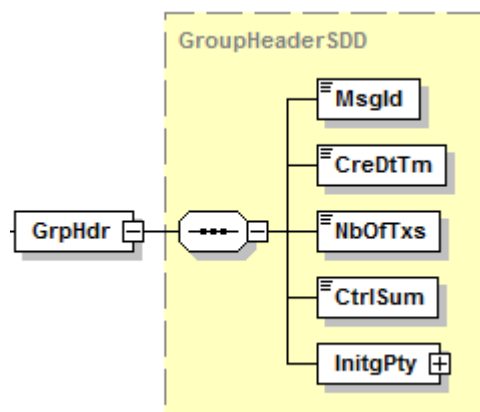 GroupHeaderSDD
MsgId
CreDtTm
GrpHdr
NbOfTxs
CtrlSum
InitgPty